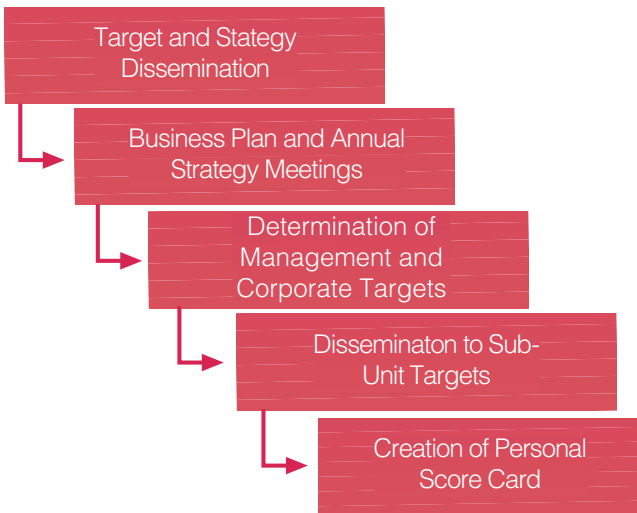 Target and Stategy
Dissemination
Business Plan and Annual
Strategy Meetings
Determination of
Management and
Corporate Targets
Disseminaton to Sub-
Unit Targets
Creation of Personal
Score Card